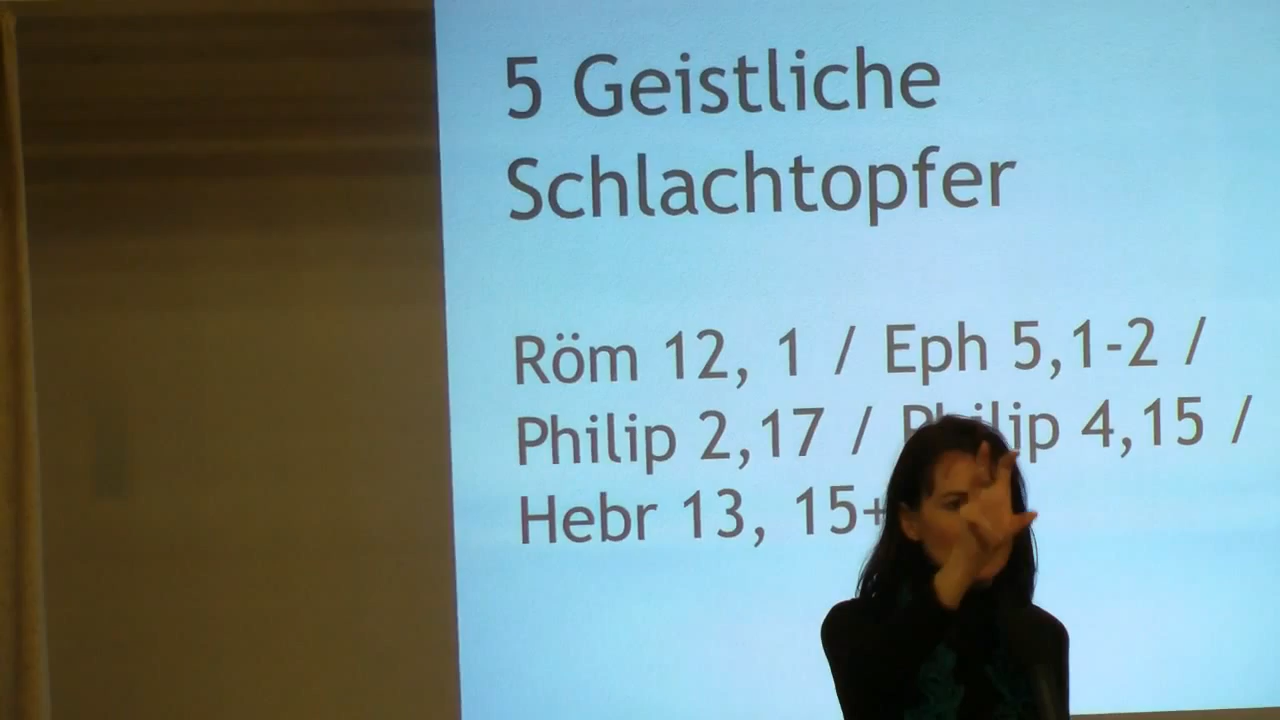 5 Geistliche
Schlachtopfer
Röm 12, 1 / Eph 5,1-2 /
Philip 2,17 / Philip 4,15 /
Hebr 13, 15+